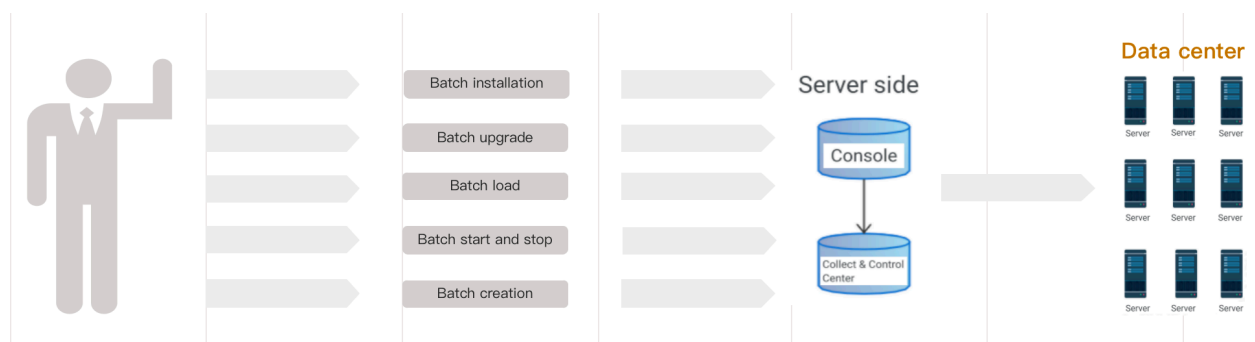 Batch installation
Batch upgrade
Batch load
Batch start and stop
Batch creation
Server side
Console
Collect & Control
Center
Data center
Server Server Server
Server Server Server
Server Server Server